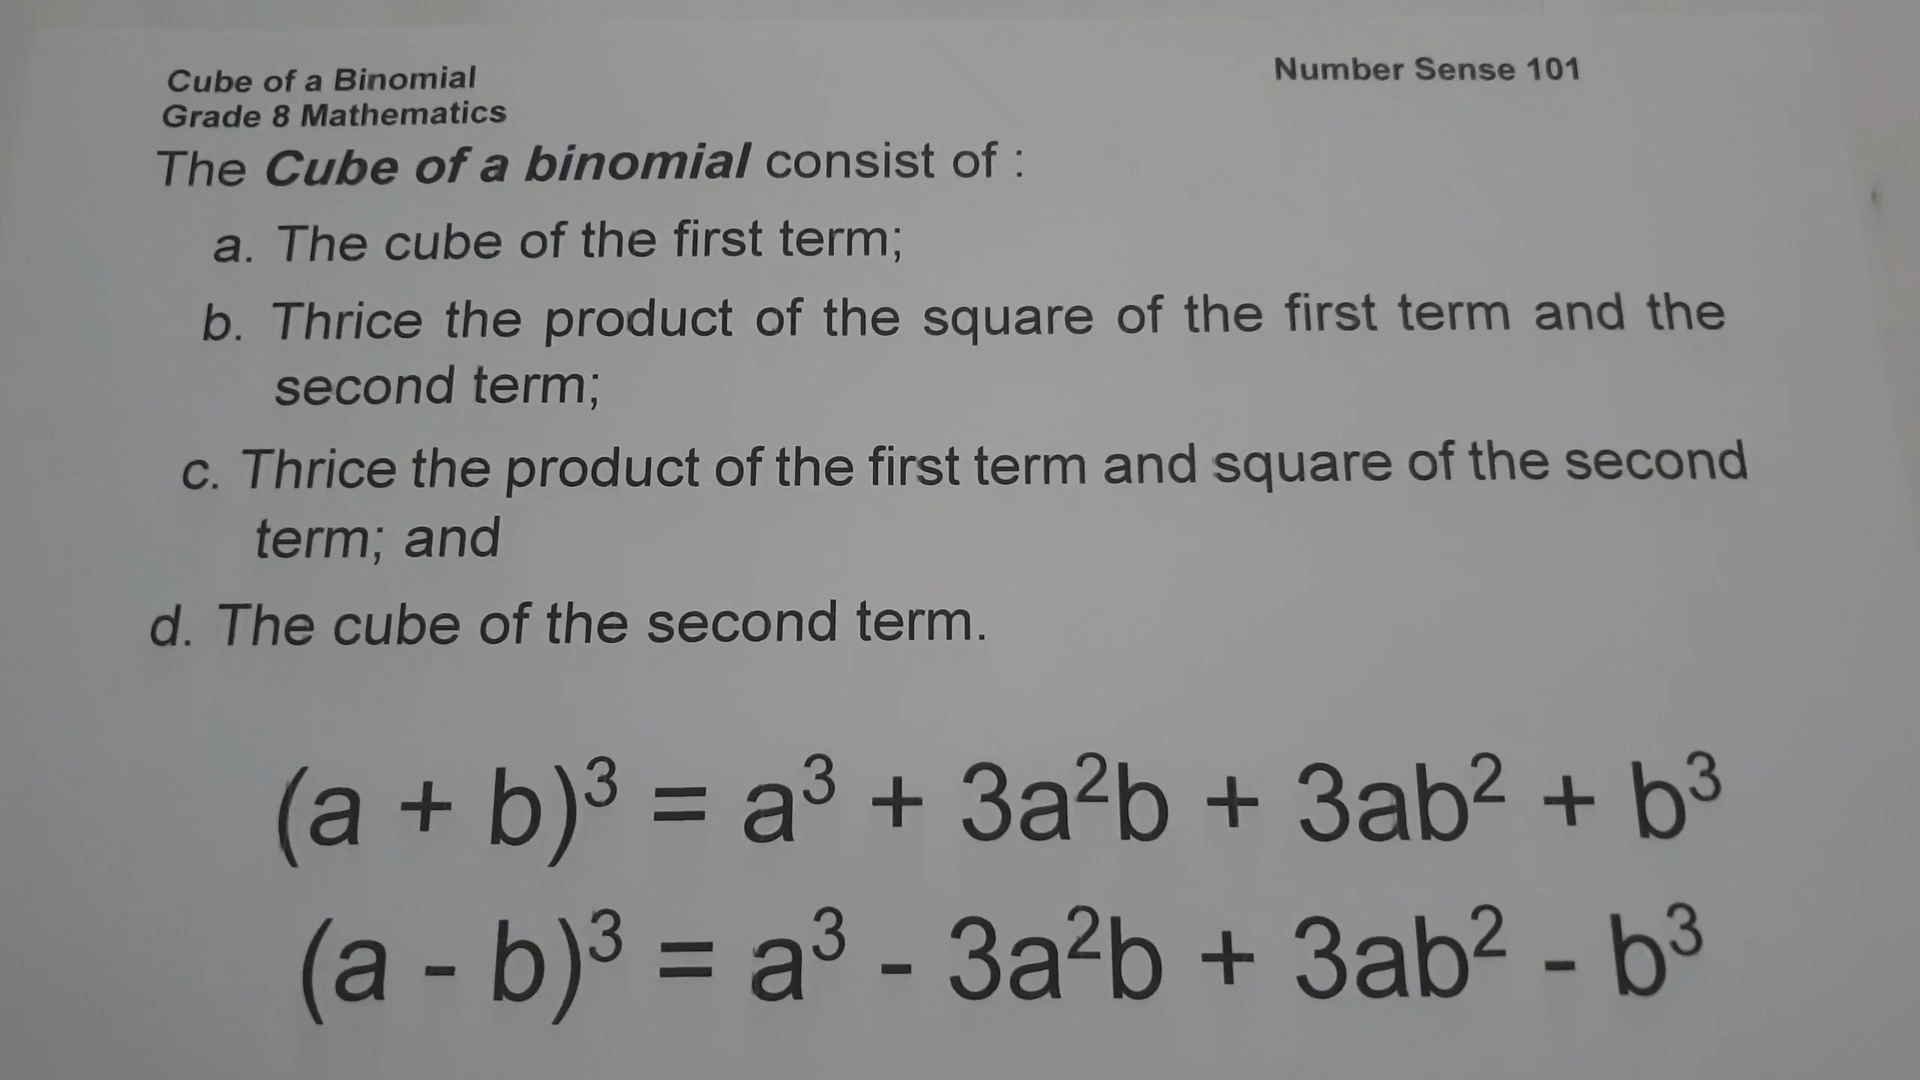 Cube of a Binomial
Number Sense 101
Grade 8 Mathematics
The Cube of a binomial consist of :
a. The cube of the first term;
b. Thrice the product of the square of the first term and the
second term;
c. Thrice the product of the first term and square of the second
term; and
d. The cube of the second term.
(a + b)³ = a³ + 3a²b + 3ab² + b³
(a - b)³ = a³ - 3a²b + 3ab² - b³